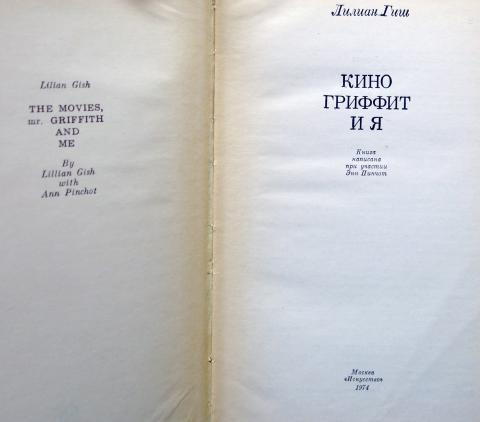 Lilian Gish
THE MOVIES,
mr. GRIFFITH
AND
ME
By
Lillian Gish
with
Ann Pinchot
Лилиан Гиш
КИНО
ГРИФФИТ
И Я
Книга
написана
при участии
Энн Пинчот
Москва
«Искусство»
1974